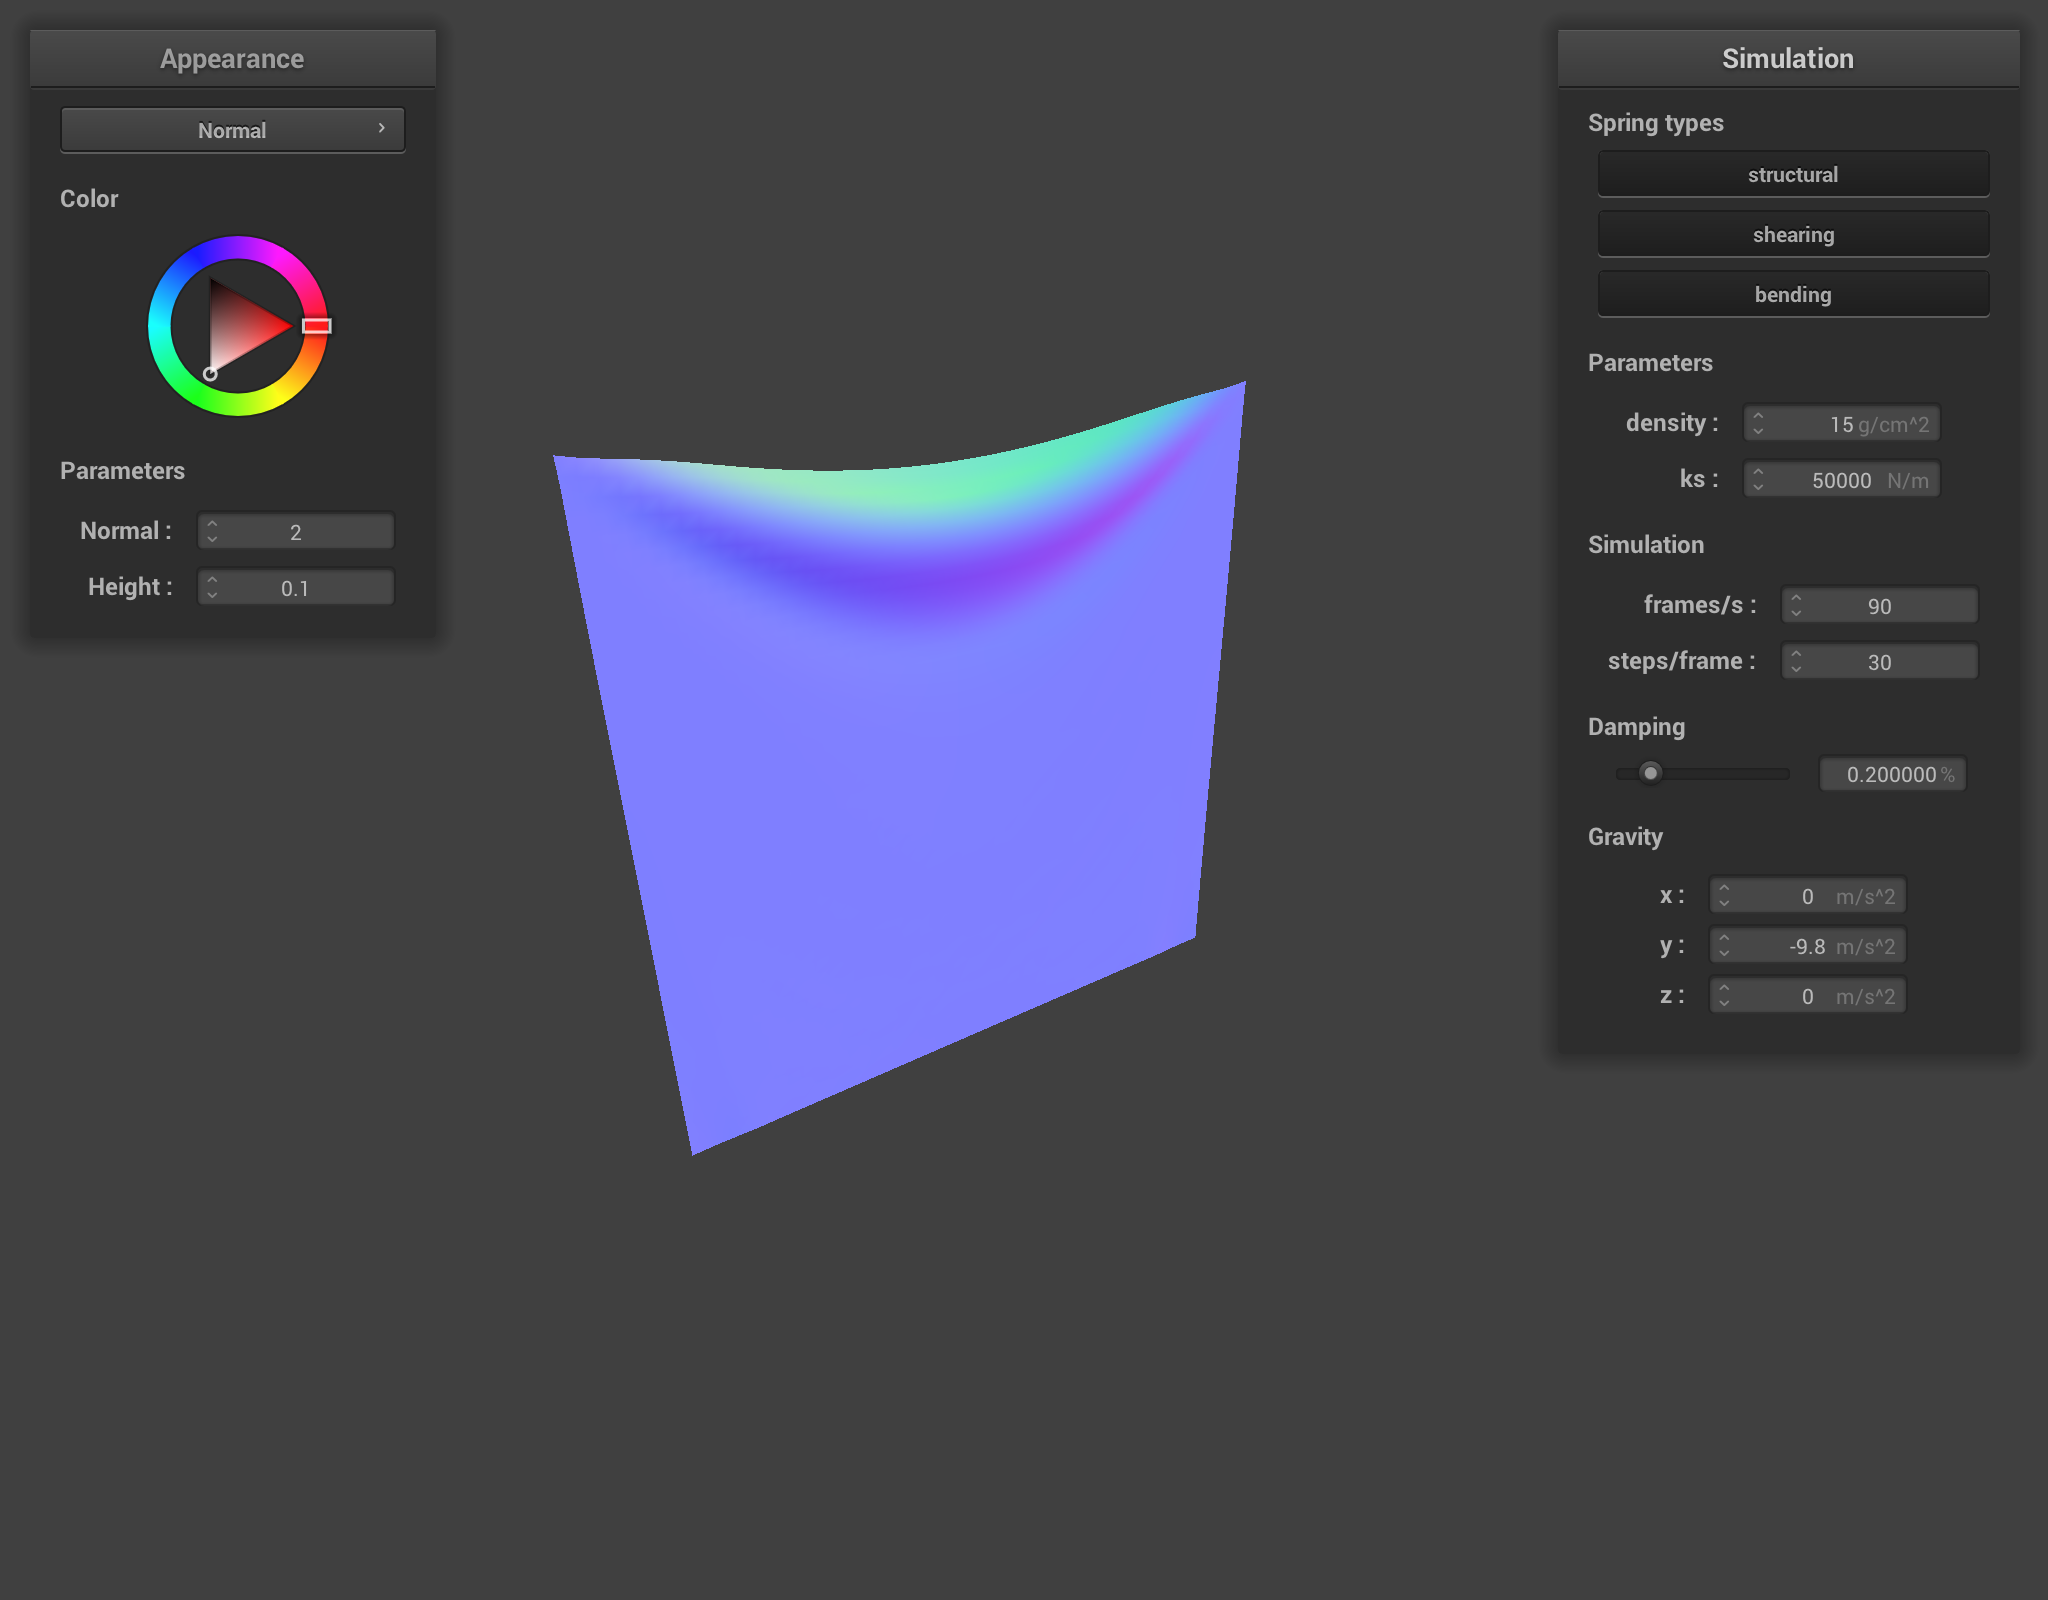 Appearance
Normal
Color
Parameters
Normal : 2
Height : 0.1
Simulation
Spring types
structural
shearing
bending
Parameters
density : 15 g/cm^2
ks : 50000 N/m
Simulation
frames/s : 90
steps/frame : 30
Damping
0.200000 %
Gravity
x : 0 m/s^2
y : -9.8 m/s^2
z : 0 m/s^2